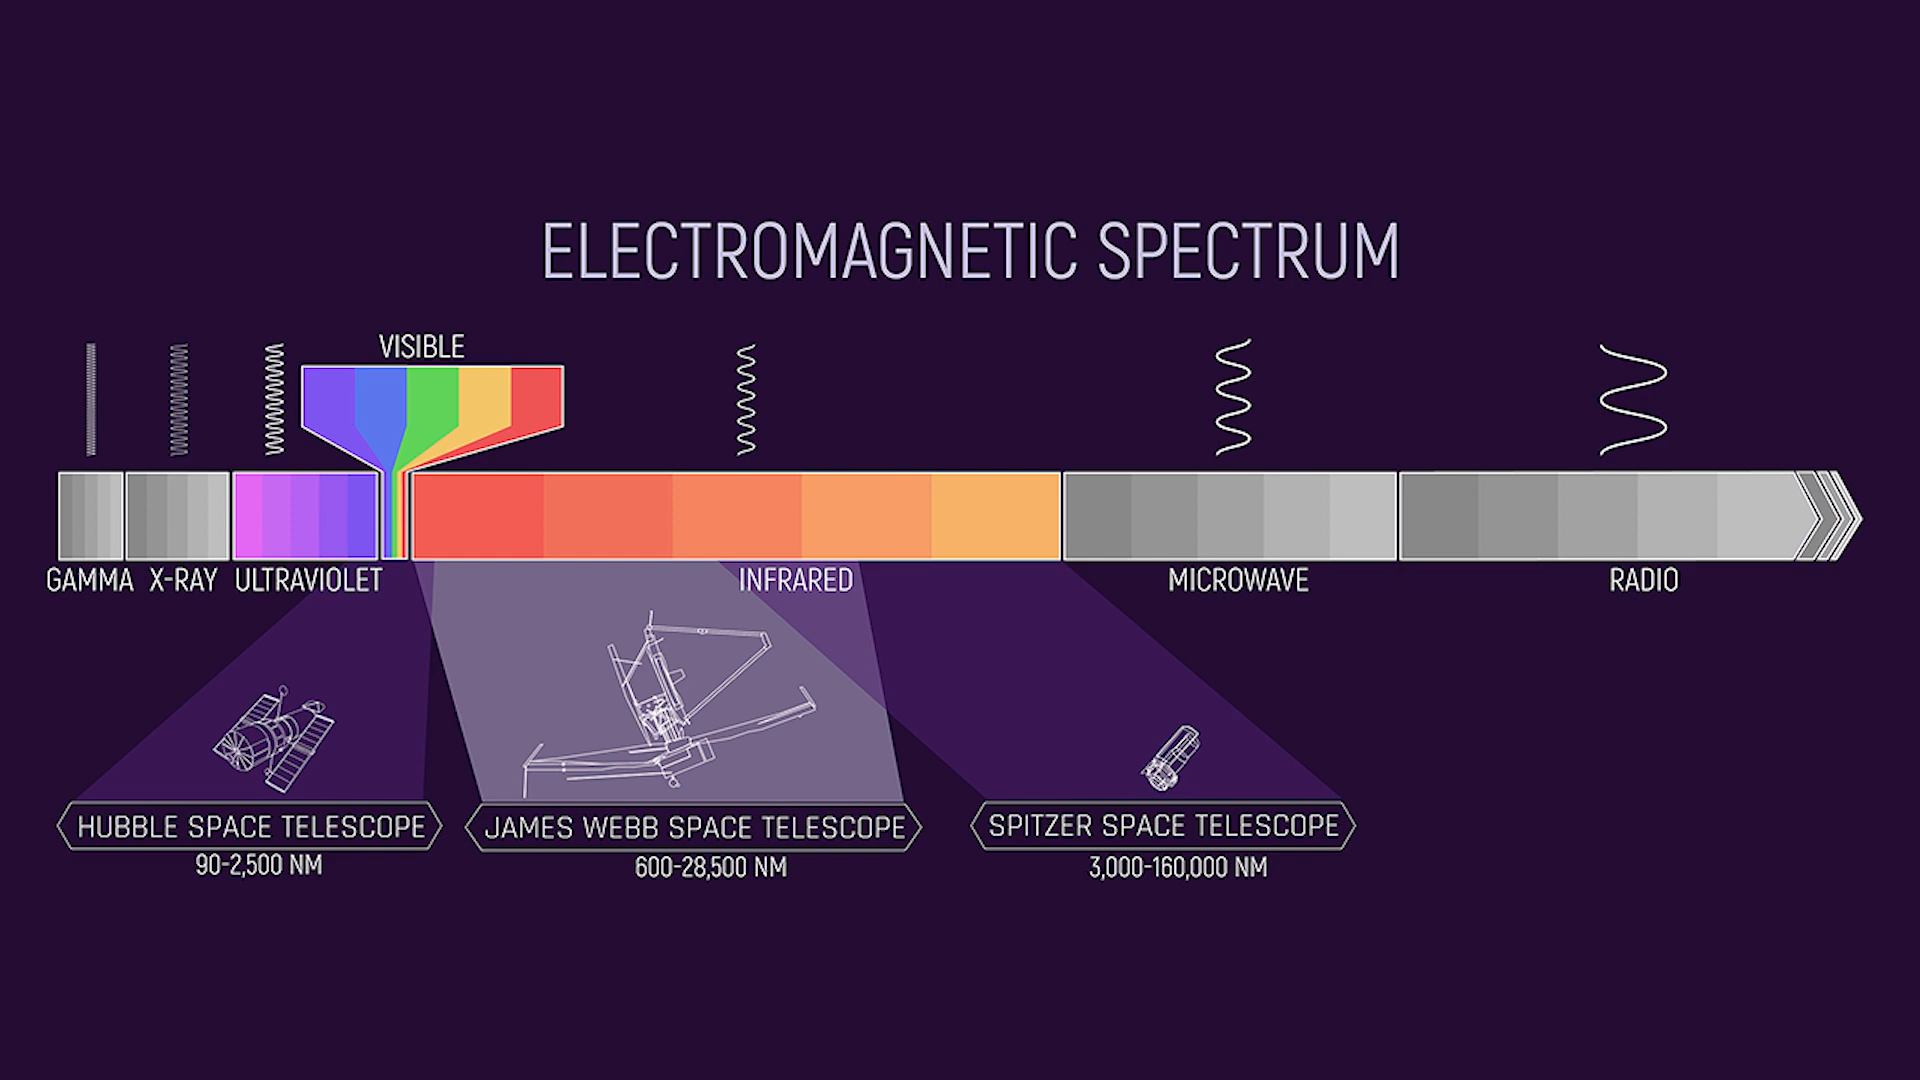 ELECTROMAGNETIC SPECTRUM
VISIBLE
GAMMA
X-RAY
ULTRAVIOLET
INFRARED
MICROWAVE
RADIO
HUBBLE SPACE TELESCOPE
90-2,500 NM
JAMES WEBB SPACE TELESCOPE
600-28,500 NM
SPITZER SPACE TELESCOPE
3,000-160,000 NM